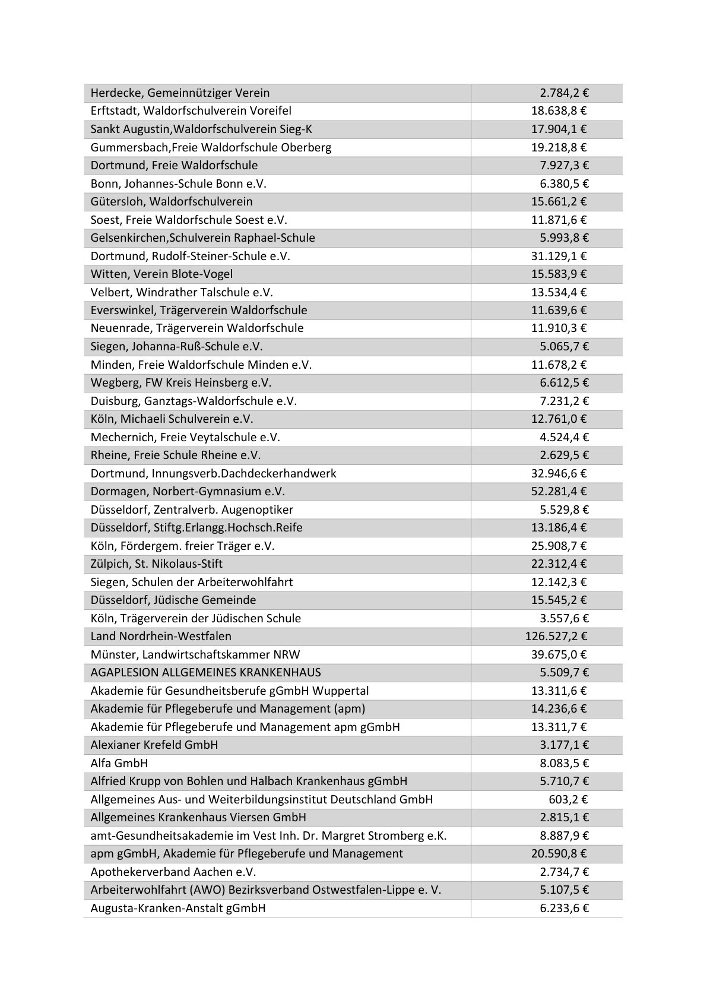 Herdecke, Gemeinnütziger Verein 2.784,2 €
Erftstadt, Waldorfschulverein Voreifel 18.638,8 €
Sankt Augustin,Waldorfschulverein Sieg-K 17.904,1 €
Gummersbach,Freie Waldorfschule Oberberg 19.218,8 €
Dortmund, Freie Waldorfschule 7.927,3 €
Bonn, Johannes-Schule Bonn e.V. 6.380,5 €
Gütersloh, Waldorfschulverein 15.661,2 €
Soest, Freie Waldorfschule Soest e.V. 11.871,6 €
Gelsenkirchen,Schulverein Raphael-Schule 5.993,8 €
Dortmund, Rudolf-Steiner-Schule e.V. 31.129,1 €
Witten, Verein Blote-Vogel 15.583,9 €
Velbert, Windrather Talschule e.V. 13.534,4 €
Everswinkel, Trägerverein Waldorfschule 11.639,6 €
Neuenrade, Trägerverein Waldorfschule 11.910,3 €
Siegen, Johanna-Ruß-Schule e.V. 5.065,7 €
Minden, Freie Waldorfschule Minden e.V. 11.678,2 €
Wegberg, FW Kreis Heinsberg e.V. 6.612,5 €
Duisburg, Ganztags-Waldorfschule e.V. 7.231,2 €
Köln, Michaeli Schulverein e.V. 12.761,0 €
Mechernich, Freie Veytalschule e.V. 4.524,4 €
Rheine, Freie Schule Rheine e.V. 2.629,5 €
Dortmund, Innungsverb.Dachdeckerhandwerk 32.946,6 €
Dormagen, Norbert-Gymnasium e.V. 52.281,4 €
Düsseldorf, Zentralverb. Augenoptiker 5.529,8 €
Düsseldorf, Stiftg.Erlangg.Hochsch.Reife 13.186,4 €
Köln, Fördergem. freier Träger e.V. 25.908,7 €
Zülpich, St. Nikolaus-Stift 22.312,4 €
Siegen, Schulen der Arbeiterwohlfahrt 12.142,3 €
Düsseldorf, Jüdische Gemeinde 15.545,2 €
Köln, Trägerverein der Jüdischen Schule 3.557,6 €
Land Nordrhein-Westfalen 126.527,2 €
Münster, Landwirtschaftskammer NRW 39.675,0 €
AGAPLESION ALLGEMEINES KRANKENHAUS 5.509,7 €
Akademie für Gesundheitsberufe gGmbH Wuppertal 13.311,6 €
Akademie für Pflegeberufe und Management (apm) 14.236,6 €
Akademie für Pflegeberufe und Management apm gGmbH 13.311,7 €
Alexianer Krefeld GmbH 3.177,1 €
Alfa GmbH 8.083,5 €
Alfried Krupp von Bohlen und Halbach Krankenhaus gGmbH 5.710,7 €
Allgemeines Aus- und Weiterbildungsinstitut Deutschland GmbH 603,2 €
Allgemeines Krankenhaus Viersen GmbH 2.815,1 €
amt-Gesundheitsakademie im Vest Inh. Dr. Margret Stromberg e.K. 8.887,9 €
apm gGmbH, Akademie für Pflegeberufe und Management 20.590,8 €
Apothekerverband Aachen e.V. 2.734,7 €
Arbeiterwohlfahrt (AWO) Bezirksverband Ostwestfalen-Lippe e. V. 5.107,5 €
Augusta-Kranken-Anstalt gGmbH 6.233,6 €